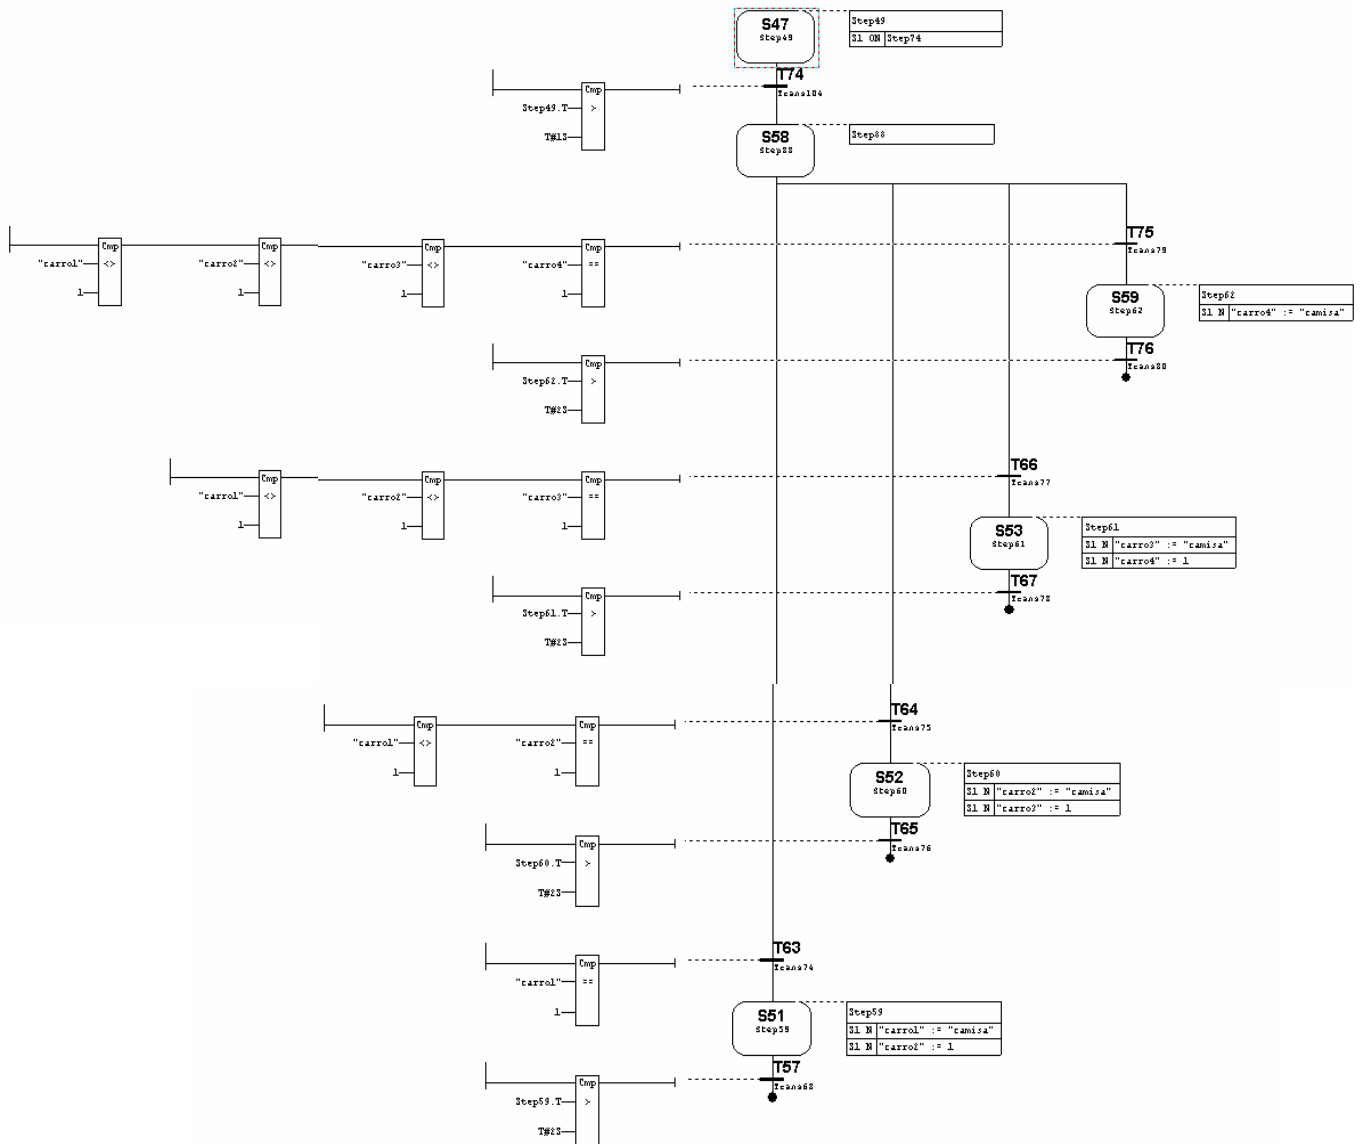 S47
Step49
Step49
S1 ON Step74
T74
Trans104
Cmp
Step49.T >
T#1S
S58
Step88
Step88
T75
Trans79
Cmp Cmp Cmp Cmp
"carro1" <> "carro2" <> "carro3" <> "carro4" ==
1 1 1 1
S59
Step62
Step62
S1 N "carro4" := "camisa"
T76
Trans80
Cmp
Step62.T >
T#2S
T66
Trans77
Cmp Cmp Cmp
"carro1" <> "carro2" <> "carro3" ==
1 1 1
S53
Step61
Step61
S1 N "carro3" := "camisa"
S1 N "carro4" := 1
T67
Trans78
Cmp
Step61.T >
T#2S
T64
Trans75
Cmp Cmp
"carro1" <> "carro2" ==
1 1
S52
Step60
Step60
S1 N "carro2" := "camisa"
S1 N "carro3" := 1
T65
Trans76
Cmp
Step60.T >
T#2S
T63
Trans74
Cmp
"carro1" ==
1
S51
Step59
Step59
S1 N "carro1" := "camisa"
S1 N "carro2" := 1
T57
Trans68
Cmp
Step59.T >
T#2S